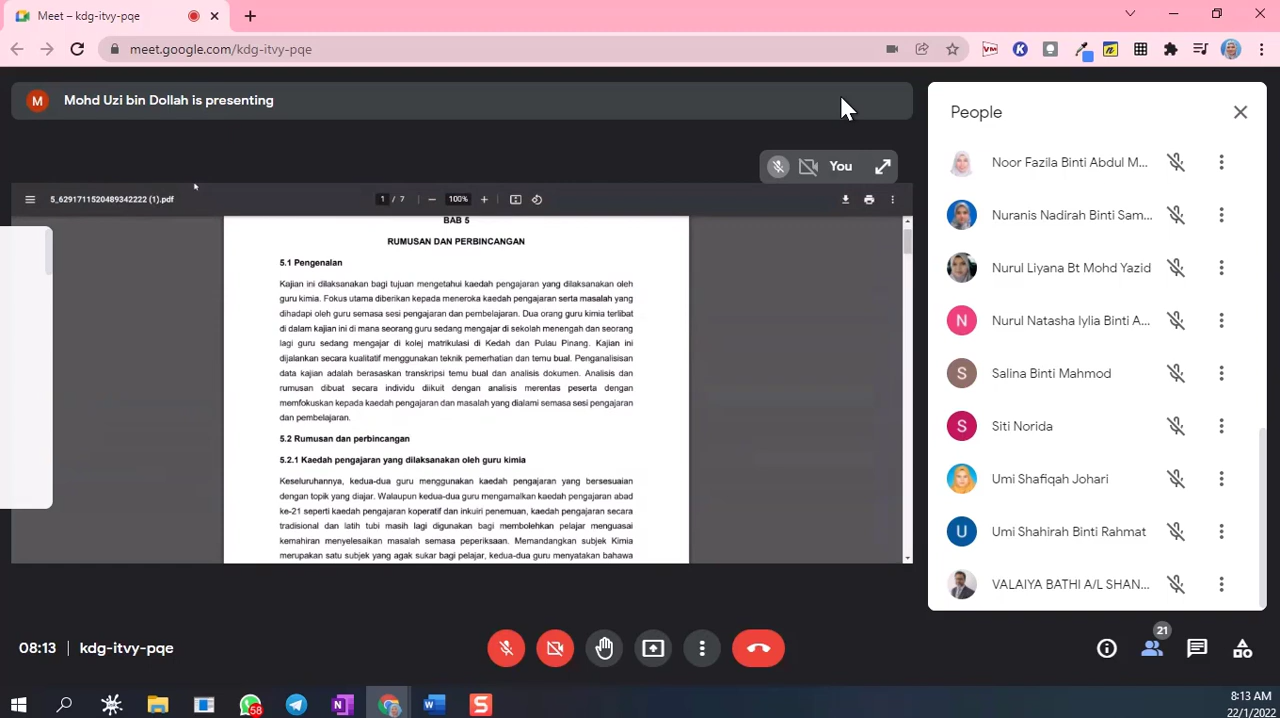 Meet – kdg-itvy-pqe
meet.google.com/kdg-itvy-pqe
M
Mohd Uzi bin Dollah is presenting
You
5_6291711520489342222 (1).pdf
1 / 7
100%
BAB 5
RUMUSAN DAN PERBINCANGAN
5.1 Pengenalan
Kajian ini dilaksanakan bagi tujuan mengetahui kaedah pengajaran yang dilaksanakan oleh
guru kimia. Fokus utama diberikan kepada meneroka kaedah pengajaran serta masalah yang
dihadapi oleh guru semasa sesi pengajaran dan pembelajaran. Dua orang guru kimia terlibat
di dalam kajian ini di mana seorang guru sedang mengajar di sekolah menengah dan seorang
lagi guru sedang mengajar di kolej matrikulasi di Kedah dan Pulau Pinang. Kajian ini
dijalankan secara kualitatif menggunakan teknik pemerhatian dan temu bual. Penganalisisan
data kajian adalah berasaskan transkripsi temu bual dan analisis dokumen. Analisis dan
rumusan dibuat secara individu diikuit dengan analisis merentas peserta dengan
memfokuskan kepada kaedah pengajaran dan masalah yang dialami semasa sesi pengajaran
dan pembelajaran.
5.2 Rumusan dan perbincangan
5.2.1 Kaedah pengajaran yang dilaksanakan oleh guru kimia
Keseluruhannya, kedua-dua guru menggunakan kaedah pengajaran yang bersesuaian
dengan topik yang diajar. Walaupun kedua-dua guru mengamalkan kaedah pengajaran abad
ke-21 seperti kaedah pengajaran koperatif dan inkuiri penemuan, kaedah pengajaran secara
tradisional dan latih tubi masih lagi digunakan bagi membolehkan pelajar menguasai
kemahiran menyelesaikan masalah semasa peperiksaan. Memandangkan subjek Kimia
merupakan satu subjek yang agak sukar bagi pelajar, kedua-dua guru menyatakan bahawa
People
Noor Fazila Binti Abdul M...
Nuranis Nadirah Binti Sam...
Nurul Liyana Bt Mohd Yazid
N
Nurul Natasha Iylia Binti A...
S
Salina Binti Mahmod
S
Siti Norida
Umi Shafiqah Johari
U
Umi Shahirah Binti Rahmat
VALAIYA BATHI A/L SHAN...
08:13 | kdg-itvy-pqe
21
58
8:13 AM
22/1/2022